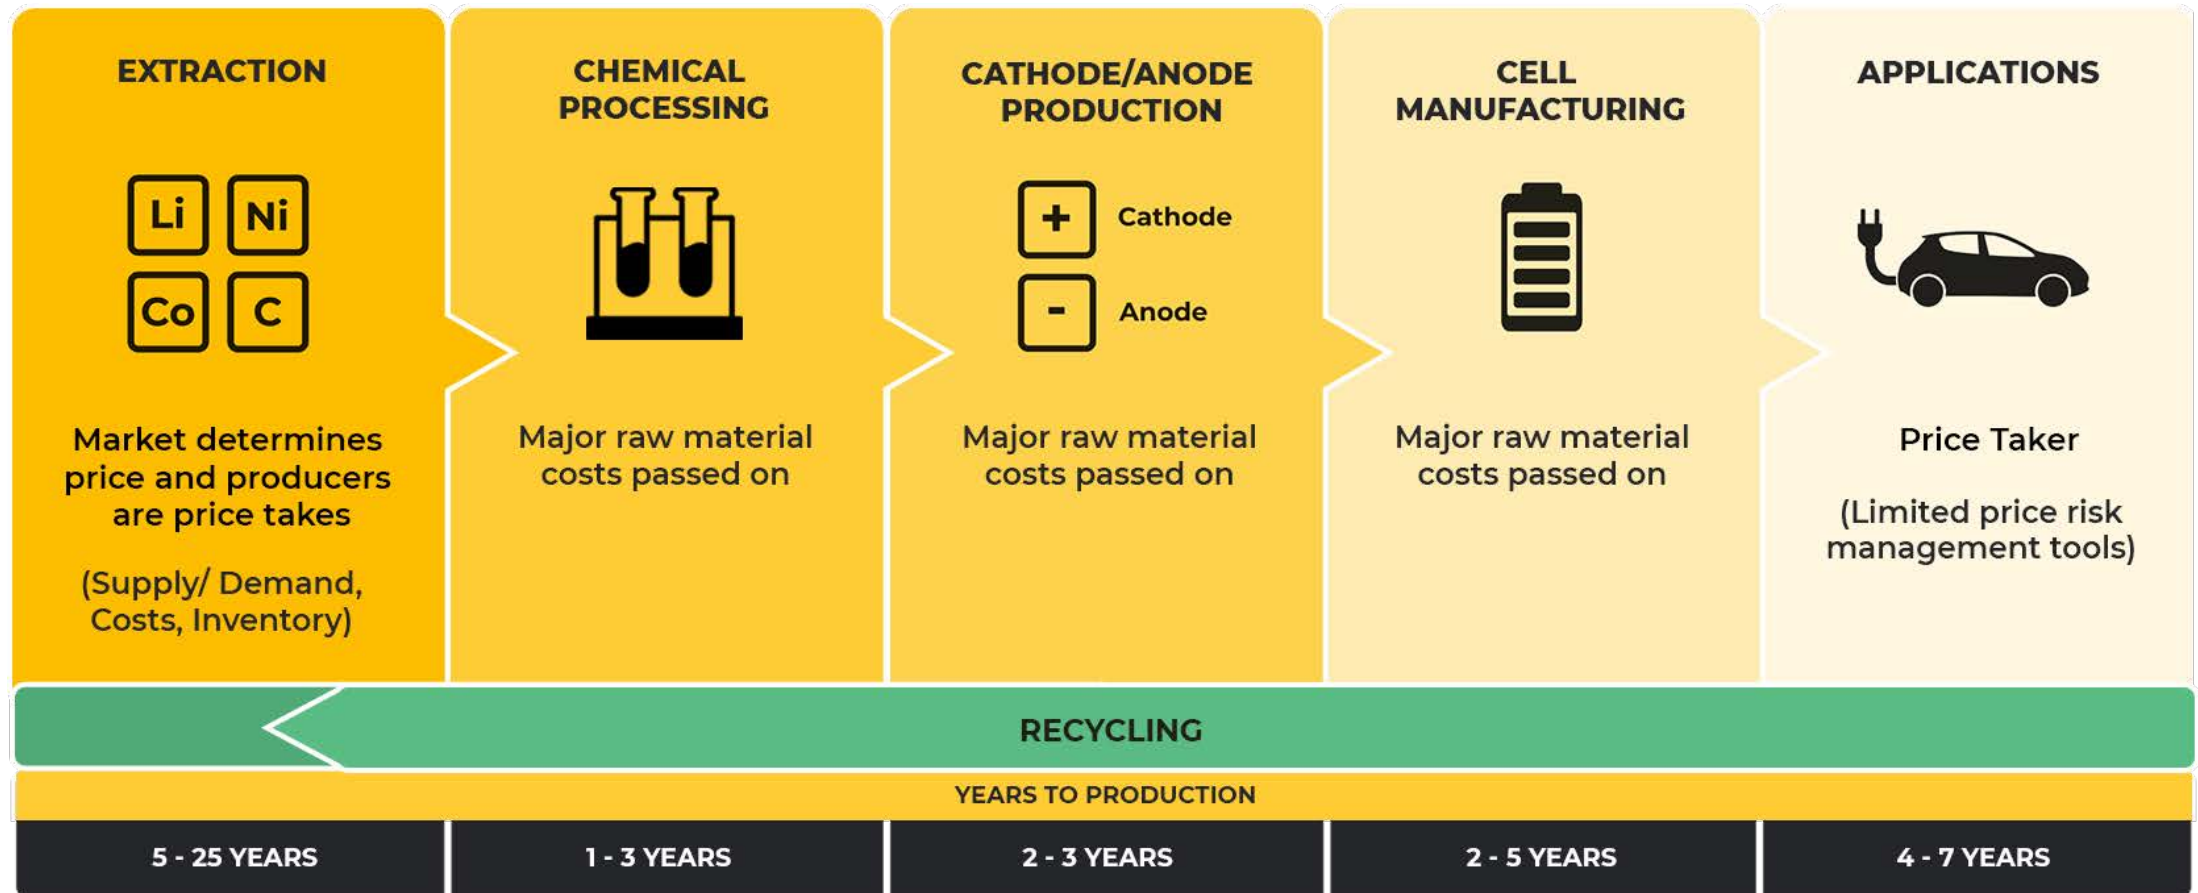 EXTRACTION
Li
Ni
Co
C
Market determines
price and producers
are price takes
(Supply/ Demand,
Costs, Inventory)
CHEMICAL
PROCESSING
Major raw material
costs passed on
CATHODE/ANODE
PRODUCTION
+
Cathode
-
Anode
Major raw material
costs passed on
CELL
MANUFACTURING
Major raw material
costs passed on
APPLICATIONS
Price Taker
(Limited price risk
management tools)
RECYCLING
YEARS TO PRODUCTION
5 - 25 YEARS
1 - 3 YEARS
2 - 3 YEARS
2 - 5 YEARS
4 - 7 YEARS